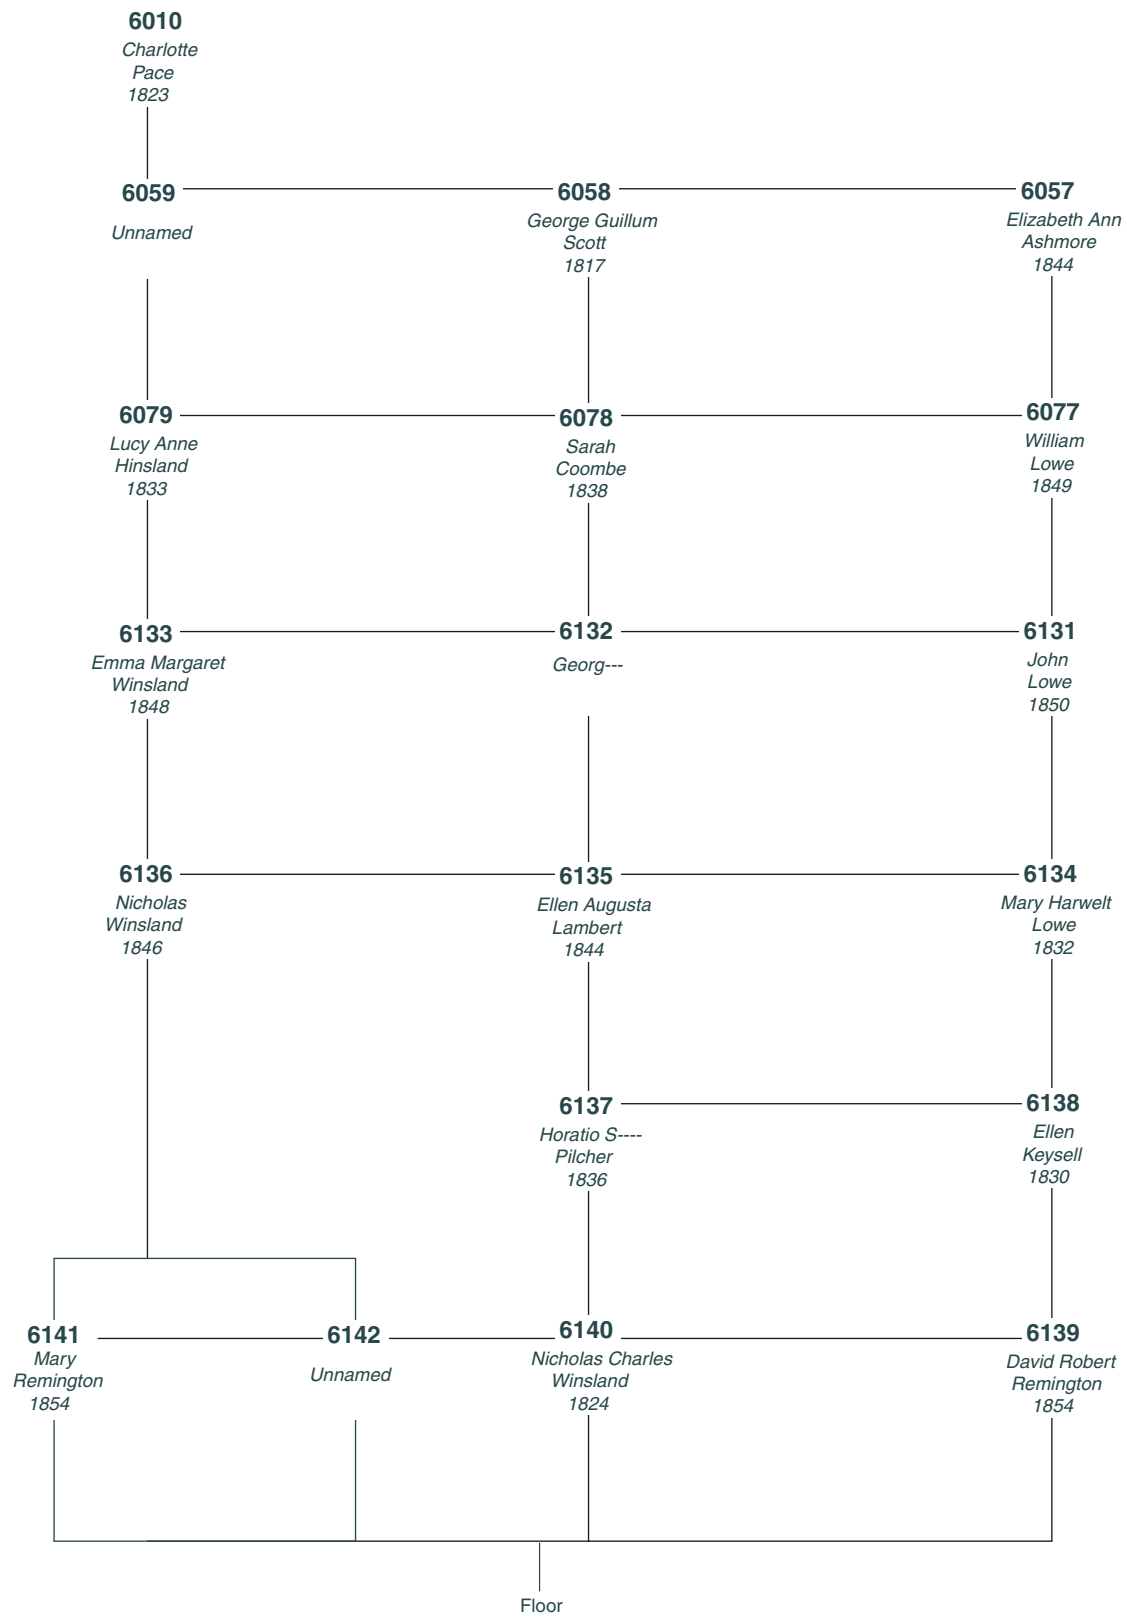 6010
Charlotte
Pace
1823
6059
Unnamed
6058
George Guillum
Scott
1817
6057
Elizabeth Ann
Ashmore
1844
6079
Lucy Anne
Hinsland
1833
6078
Sarah
Coombe
1838
6077
William
Lowe
1849
6133
Emma Margaret
Winsland
1848
6132
Georg---
6131
John
Lowe
1850
6136
Nicholas
Winsland
1846
6135
Ellen Augusta
Lambert
1844
6134
Mary Harwelt
Lowe
1832
6137
Horatio S----
Pilcher
1836
6138
Ellen
Keysell
1830
6141
Mary
Remington
1854
6142
Unnamed
6140
Nicholas Charles
Winsland
1824
6139
David Robert
Remington
1854
Floor